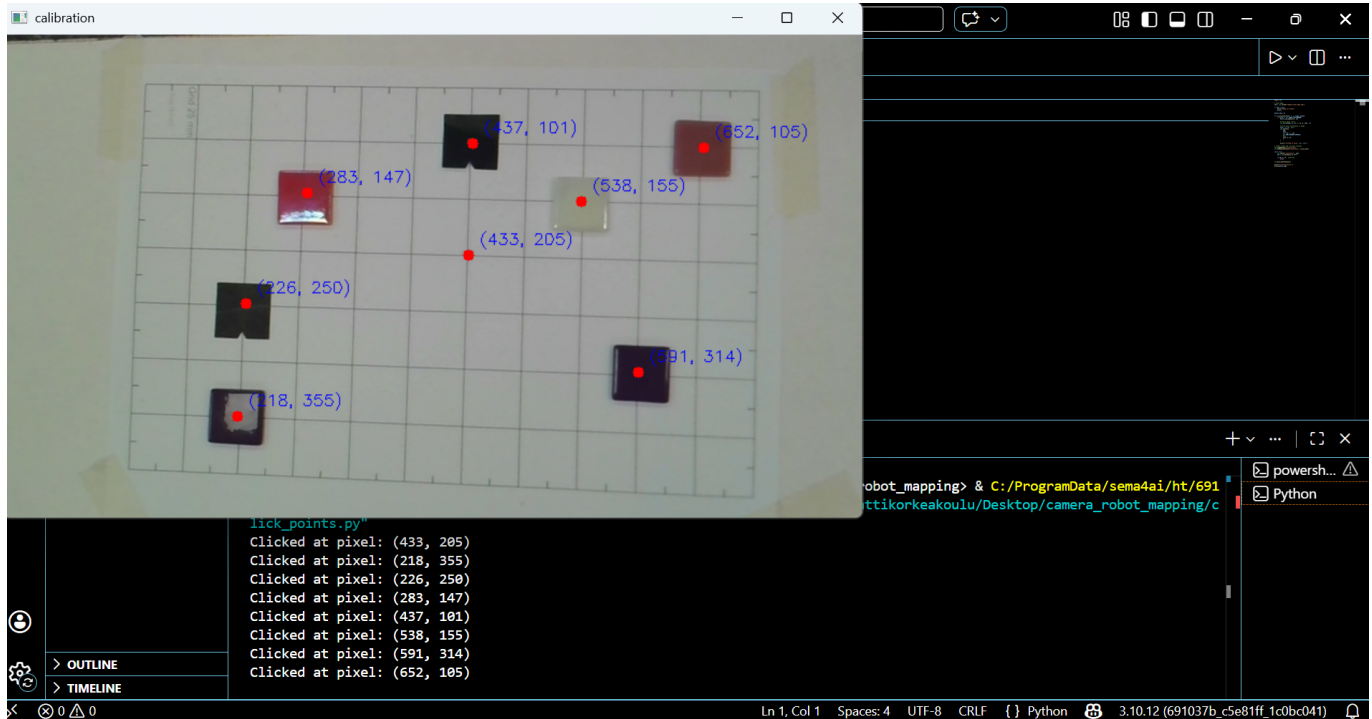 calibration
Grid 25 mm
(437, 101)
(652, 105)
(283, 147)
(538, 155)
(433, 205)
(226, 250)
(591, 314)
(218, 355)
robot_mapping> & C:/ProgramData/sema4ai/ht/691
ttikorkeakoulu/Desktop/camera_robot_mapping/c
lick_points.py"
Clicked at pixel: (433, 205)
Clicked at pixel: (218, 355)
Clicked at pixel: (226, 250)
Clicked at pixel: (283, 147)
Clicked at pixel: (437, 101)
Clicked at pixel: (538, 155)
Clicked at pixel: (591, 314)
Clicked at pixel: (652, 105)
powersh...
Python
OUTLINE
TIMELINE
0 0 Ln 1, Col 1 Spaces: 4 UTF-8 CRLF { } Python 3.10.12 (691037b_c5e81ff_1c0bc041)